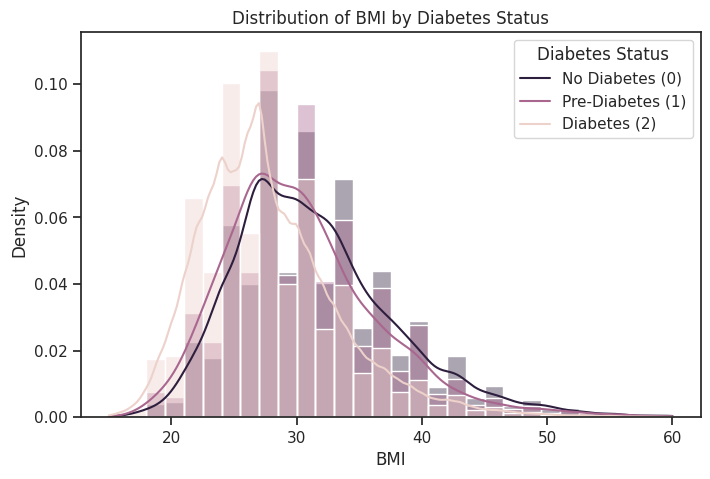 Distribution of BMI by Diabetes Status
Diabetes Status
No Diabetes (0)
Pre-Diabetes (1)
Diabetes (2)
Density
0.10
0.08
0.06
0.04
0.02
0.00
20
30
40
50
60
BMI